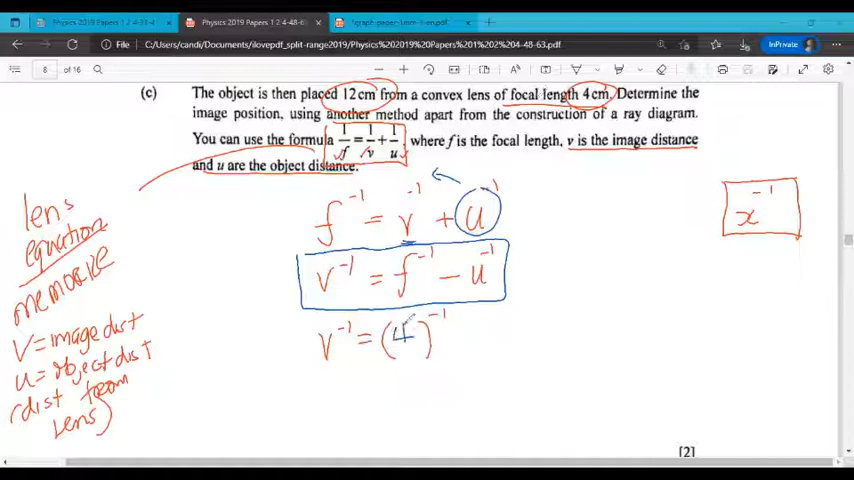 Physics 2019 Papers 1 2 4-33-4
Physics 2019 Papers 1 2 4-48-63
graph-paper-1mm-1-en.pdf
File | C:/Users/candi/Documents/ilovepdf_split-range2019/Physics%202019%20Papers%201%202%204-48-63.pdf
InPrivate
8 of 16
(c) The object is then placed 12 cm from a convex lens of focal length 4 cm. Determine the
image position, using another method apart from the construction of a ray diagram.
You can use the formula 1/f = 1/v + 1/u, where f is the focal length, v is the image distance
and u are the object distance.
f⁻¹ = v⁻¹ + u⁻¹
x⁻¹
v⁻¹ = f⁻¹ − u⁻¹
v⁻¹ = (4)⁻¹
lens
equation
memorise
V = image dist
u = object dist
(dist from
lens)
[2]